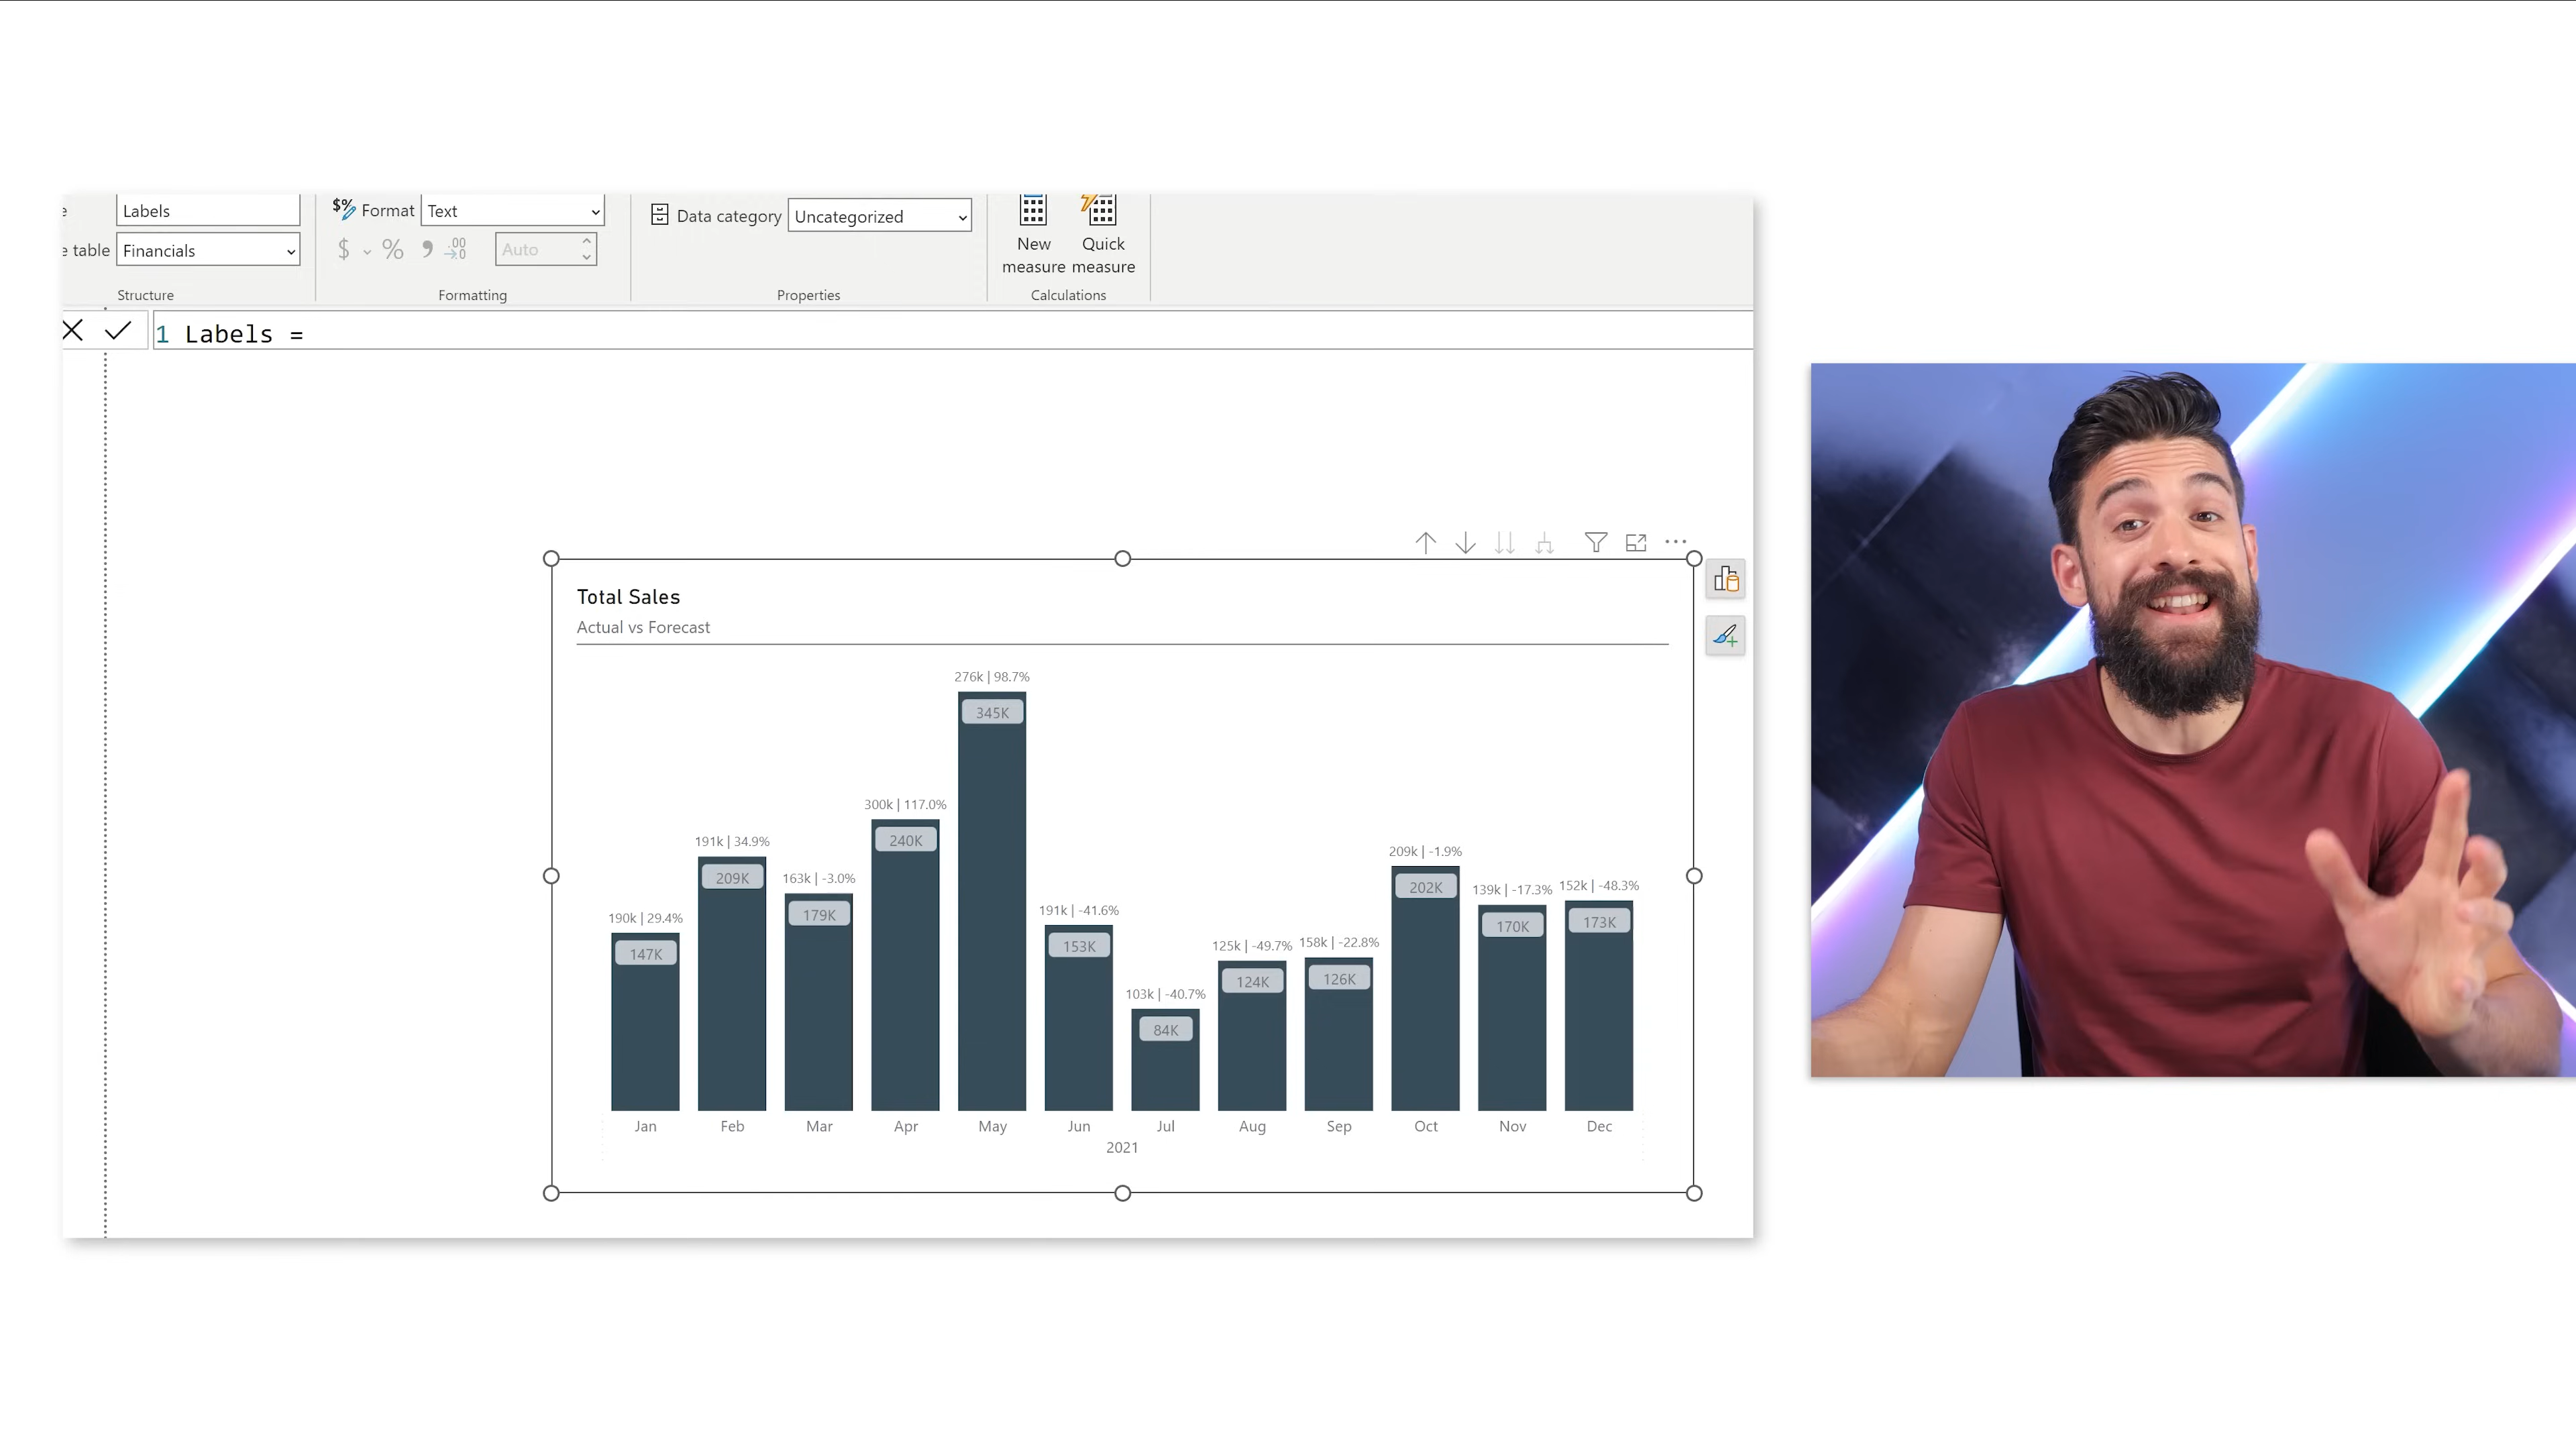 Labels
Format
Text
Data category
Uncategorized
table
Financials
$
%
Auto
New measure
Quick measure
Structure
Formatting
Properties
Calculations
1 Labels =
Total Sales
Actual vs Forecast
276k | 98.7%
345K
300k | 117.0%
240K
191k | 34.9%
209K
163k | -3.0%
179K
190k | 29.4%
147K
191k | -41.6%
153K
103k | -40.7%
84K
125k | -49.7%
124K
158k | -22.8%
126K
209k | -1.9%
202K
139k | -17.3%
170K
152k | -48.3%
173K
Jan Feb Mar Apr May Jun Jul Aug Sep Oct Nov Dec
2021